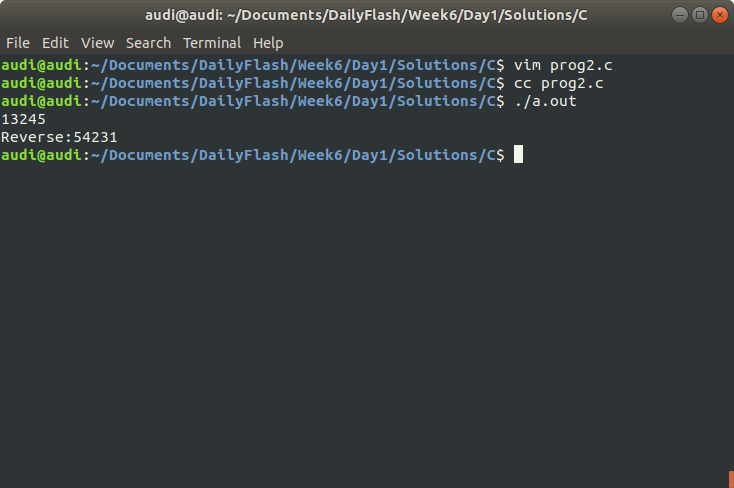 audi@audi: ~/Documents/DailyFlash/Week6/Day1/Solutions/C
File Edit View Search Terminal Help
audi@audi:~/Documents/DailyFlash/Week6/Day1/Solutions/C$ vim prog2.c
audi@audi:~/Documents/DailyFlash/Week6/Day1/Solutions/C$ cc prog2.c
audi@audi:~/Documents/DailyFlash/Week6/Day1/Solutions/C$ ./a.out
13245
Reverse:54231
audi@audi:~/Documents/DailyFlash/Week6/Day1/Solutions/C$